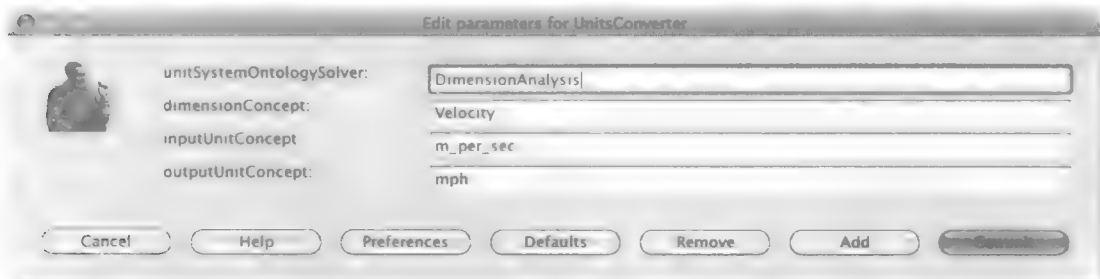 Edit parameters for UnitsConverter
unitSystemOntologySolver: DimensionAnalysis
dimensionConcept: Velocity
inputUnitConcept m_per_sec
outputUnitConcept: mph
Cancel Help Preferences Defaults Remove Add